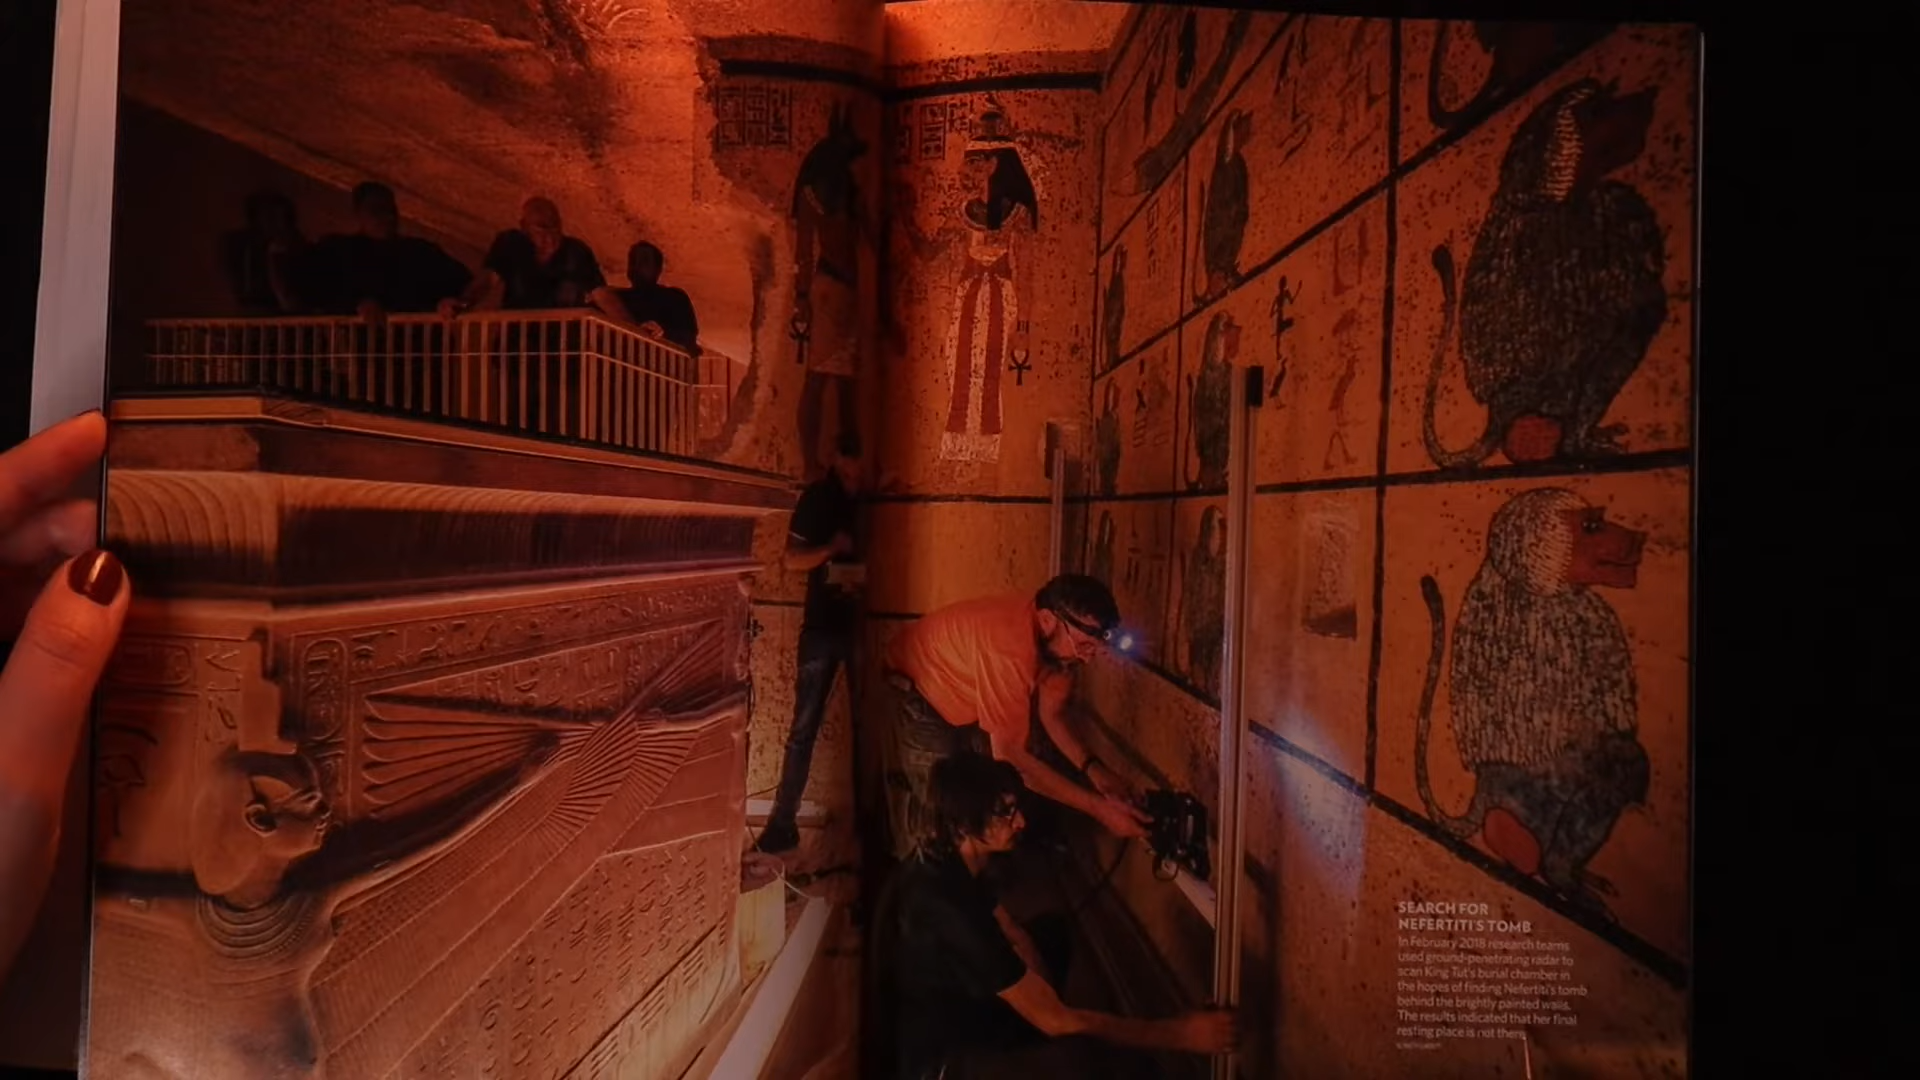 SEARCH FOR
NEFERTITI'S TOMB
In February 2018 research teams
used ground-penetrating radar to
scan King Tut's burial chamber in
the hopes of finding Nefertiti's tomb
behind the brightly painted walls.
The results indicated that her final
resting place is not there.